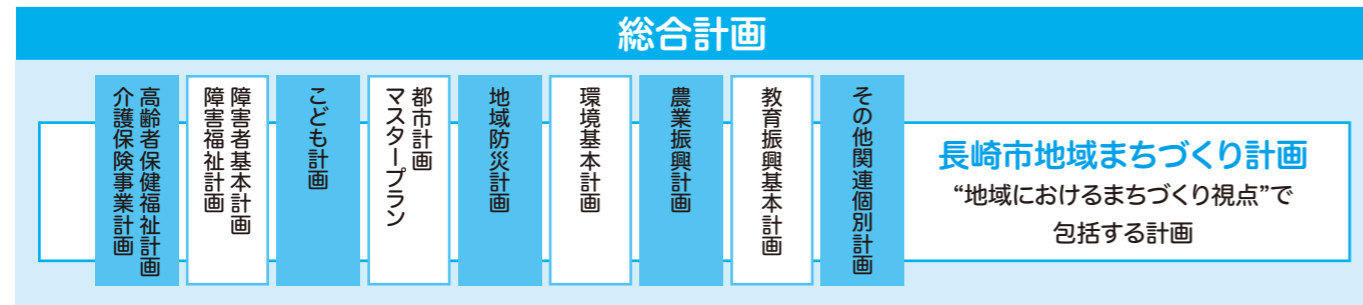 総合計画
高齢者保健福祉計画
介護保険事業計画
障害者基本計画
障害福祉計画
こども計画
都市計画
マスタープラン
地域防災計画
環境基本計画
農業振興計画
教育振興基本計画
その他関連個別計画
長崎市地域まちづくり計画
“地域におけるまちづくり視点”で
包括する計画